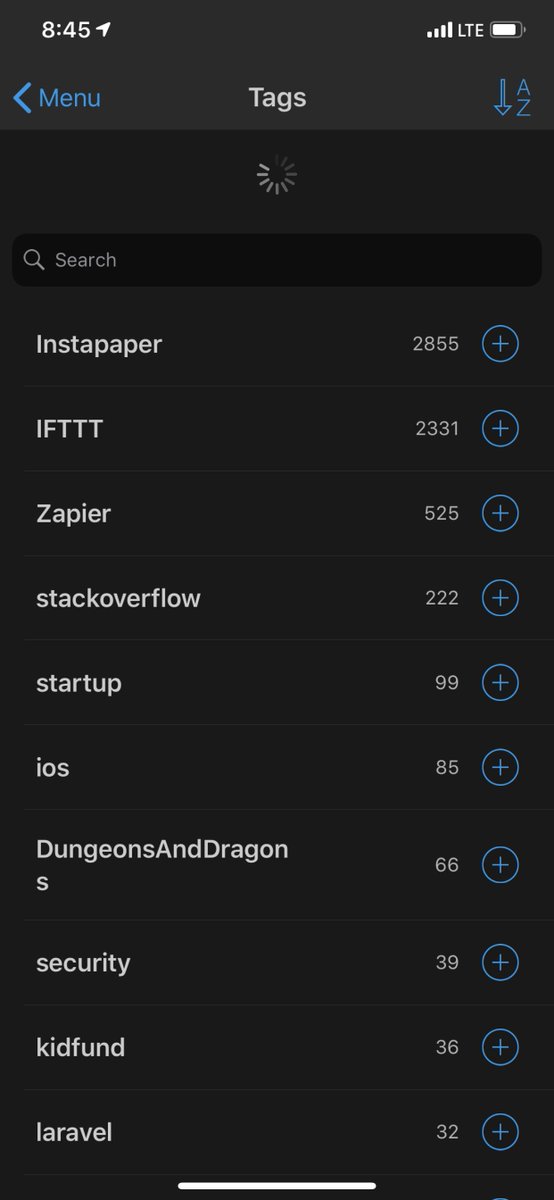 8:45 LTE
Menu Tags A Z
Search
Instapaper 2855
IFTTT 2331
Zapier 525
stackoverflow 222
startup 99
ios 85
DungeonsAndDragon
s 66
security 39
kidfund 36
laravel 32